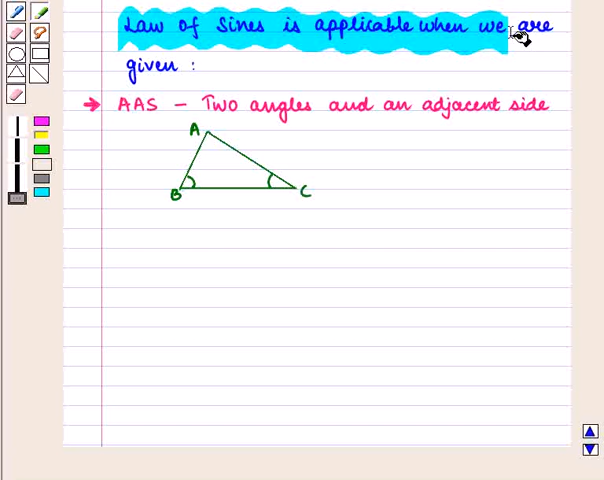 Law of Sines is applicable when we are
given :
→ AAS - Two angles and an adjacent side
A
B
C